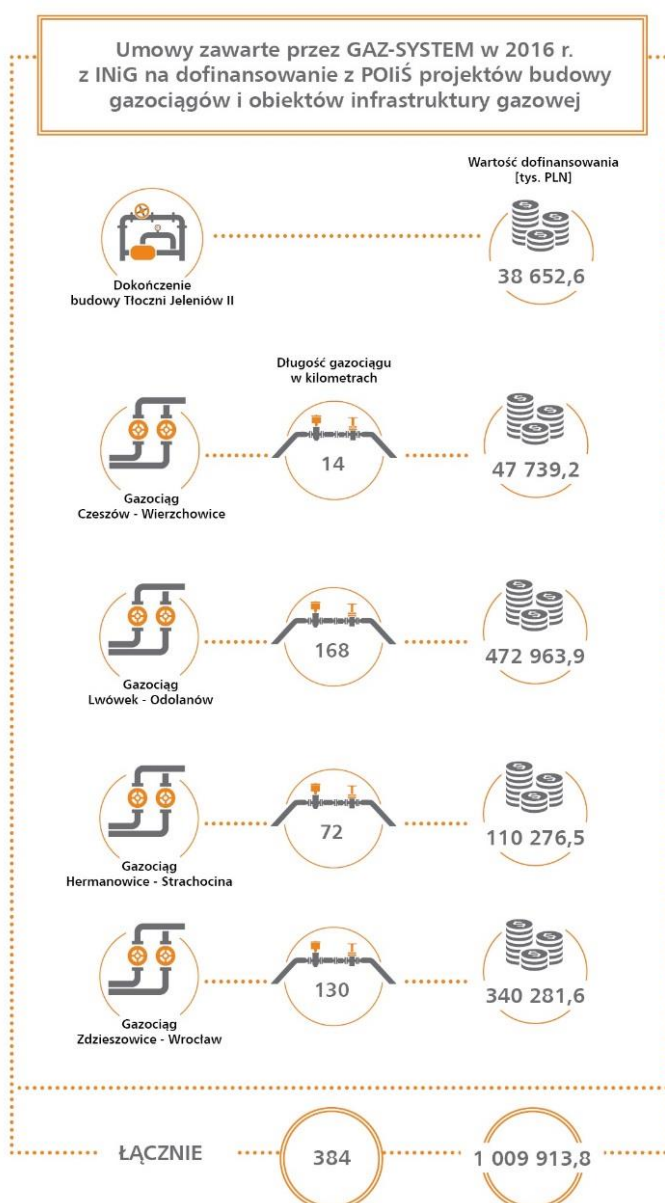 Umowy zawarte przez GAZ-SYSTEM w 2016 r.
z INiG na dofinansowanie z POIiŚ projektów budowy
gazociągów i obiektów infrastruktury gazowej
Wartość dofinansowania
[tys. PLN]
38 652,6
Dokończenie
budowy Tłoczni Jeleniów II
Długość gazociągu
w kilometrach
14
47 739,2
Gazociąg
Czeszów - Wierzchowice
168
472 963,9
Gazociąg
Lwówek - Odolanów
72
110 276,5
Gazociąg
Hermanowice - Strachocina
130
340 281,6
Gazociąg
Zdzieszowice - Wrocław
ŁĄCZNIE
384
1 009 913,8